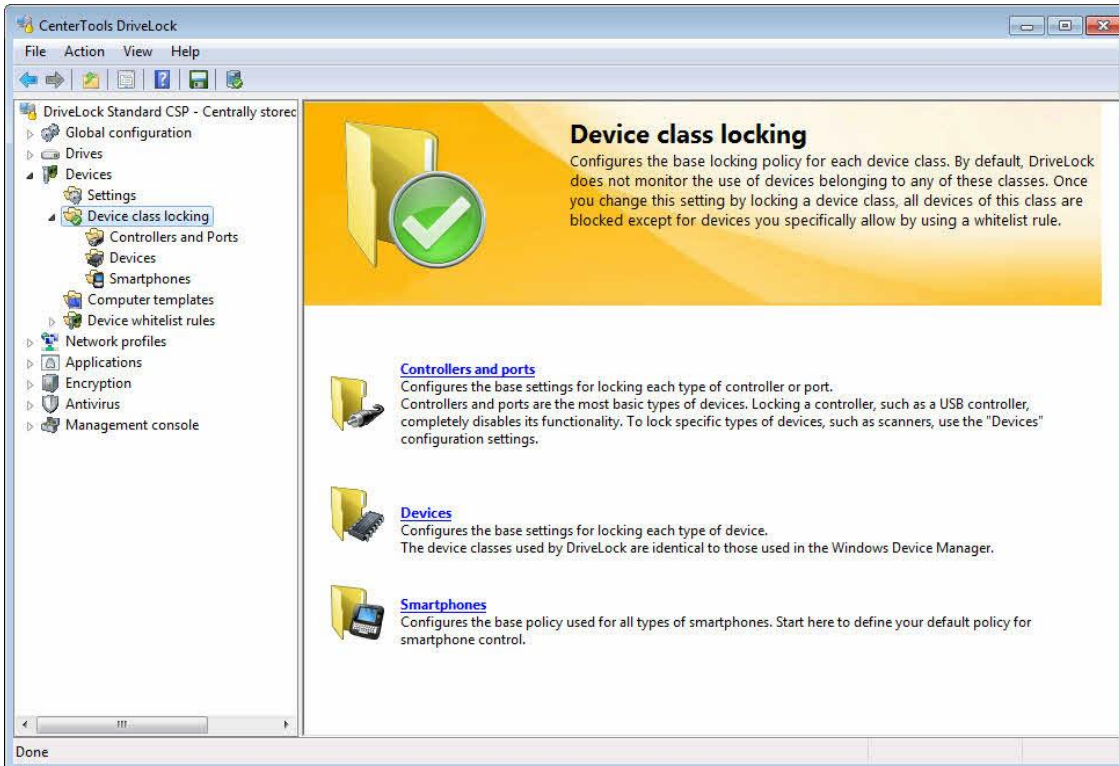 CenterTools DriveLock
File Action View Help
DriveLock Standard CSP - Centrally storec
Global configuration
Drives
Devices
Settings
Device class locking
Controllers and Ports
Devices
Smartphones
Computer templates
Device whitelist rules
Network profiles
Applications
Encryption
Antivirus
Management console
Device class locking
Configures the base locking policy for each device class. By default, DriveLock
does not monitor the use of devices belonging to any of these classes. Once
you change this setting by locking a device class, all devices of this class are
blocked except for devices you specifically allow by using a whitelist rule.
Controllers and ports
Configures the base settings for locking each type of controller or port.
Controllers and ports are the most basic types of devices. Locking a controller, such as a USB controller,
completely disables its functionality. To lock specific types of devices, such as scanners, use the "Devices"
configuration settings.
Devices
Configures the base settings for locking each type of device.
The device classes used by DriveLock are identical to those used in the Windows Device Manager.
Smartphones
Configures the base policy used for all types of smartphones. Start here to define your default policy for
smartphone control.
Done